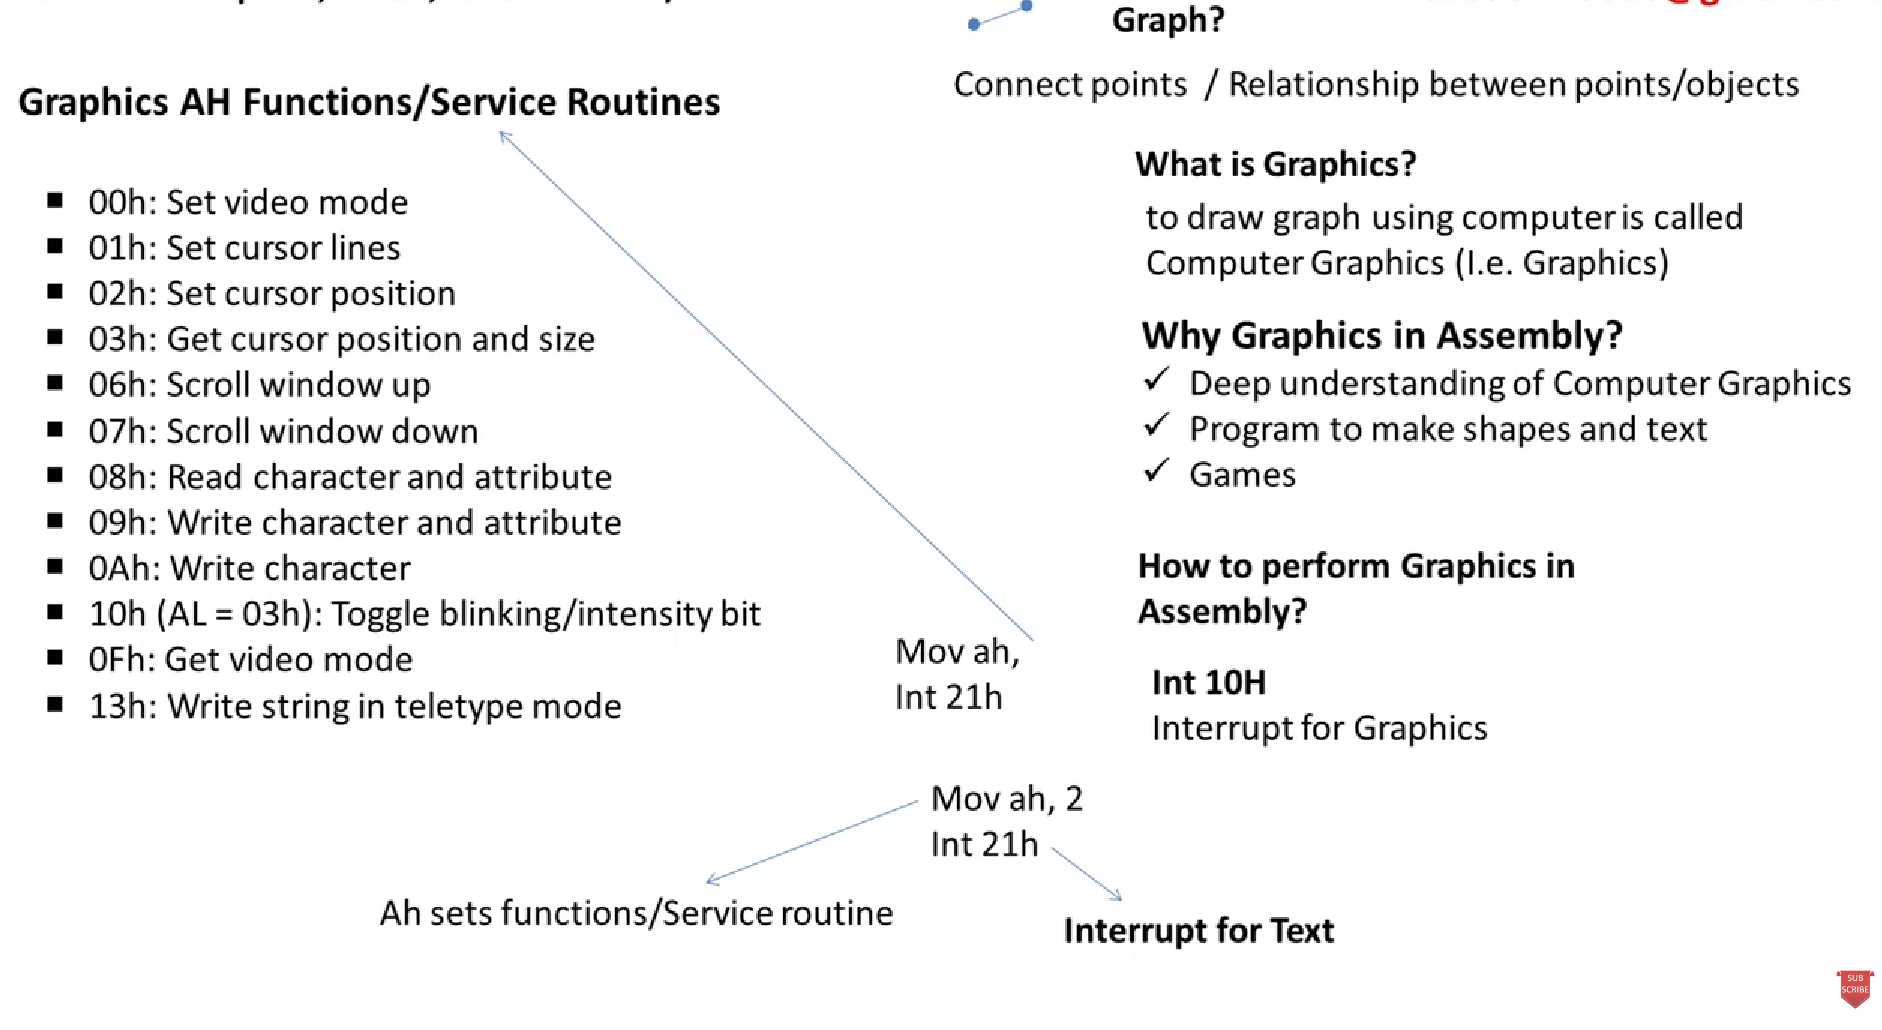 Graph?
Connect points / Relationship between points/objects
Graphics AH Functions/Service Routines
00h: Set video mode
01h: Set cursor lines
02h: Set cursor position
03h: Get cursor position and size
06h: Scroll window up
07h: Scroll window down
08h: Read character and attribute
09h: Write character and attribute
0Ah: Write character
10h (AL = 03h): Toggle blinking/intensity bit
0Fh: Get video mode
13h: Write string in teletype mode
What is Graphics?
to draw graph using computer is called
Computer Graphics (I.e. Graphics)
Why Graphics in Assembly?
Deep understanding of Computer Graphics
Program to make shapes and text
Games
How to perform Graphics in
Assembly?
Int 10H
Interrupt for Graphics
Mov ah,
Int 21h
Mov ah, 2
Int 21h
Ah sets functions/Service routine
Interrupt for Text
SUB
SCRIBE